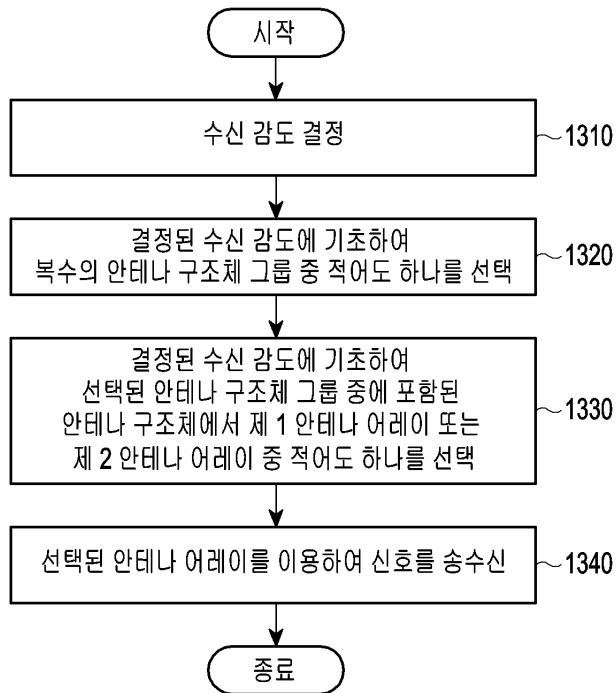 시작
수신 감도 결정
1310
결정된 수신 감도에 기초하여
복수의 안테나 구조체 그룹 중 적어도 하나를 선택
1320
결정된 수신 감도에 기초하여
선택된 안테나 구조체 그룹 중에 포함된
안테나 구조체에서 제 1 안테나 어레이 또는
제 2 안테나 어레이 중 적어도 하나를 선택
1330
선택된 안테나 어레이를 이용하여 신호를 송수신
1340
종료